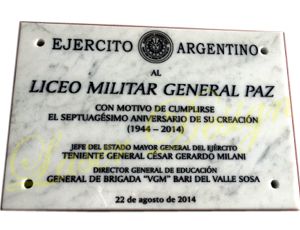 EJERCITO ARGENTINO
AL
LICEO MILITAR GENERAL PAZ
CON MOTIVO DE CUMPLIRSE
EL SEPTUAGÉSIMO ANIVERSARIO DE SU CREACIÓN
(1944 – 2014)
JEFE DEL ESTADO MAYOR GENERAL DEL EJÉRCITO
TENIENTE GENERAL CÉSAR GERARDO MILANI
DIRECTOR GENERAL DE EDUCACIÓN
GENERAL DE BRIGADA "VGM" BARI DEL VALLE SOSA
22 de agosto de 2014